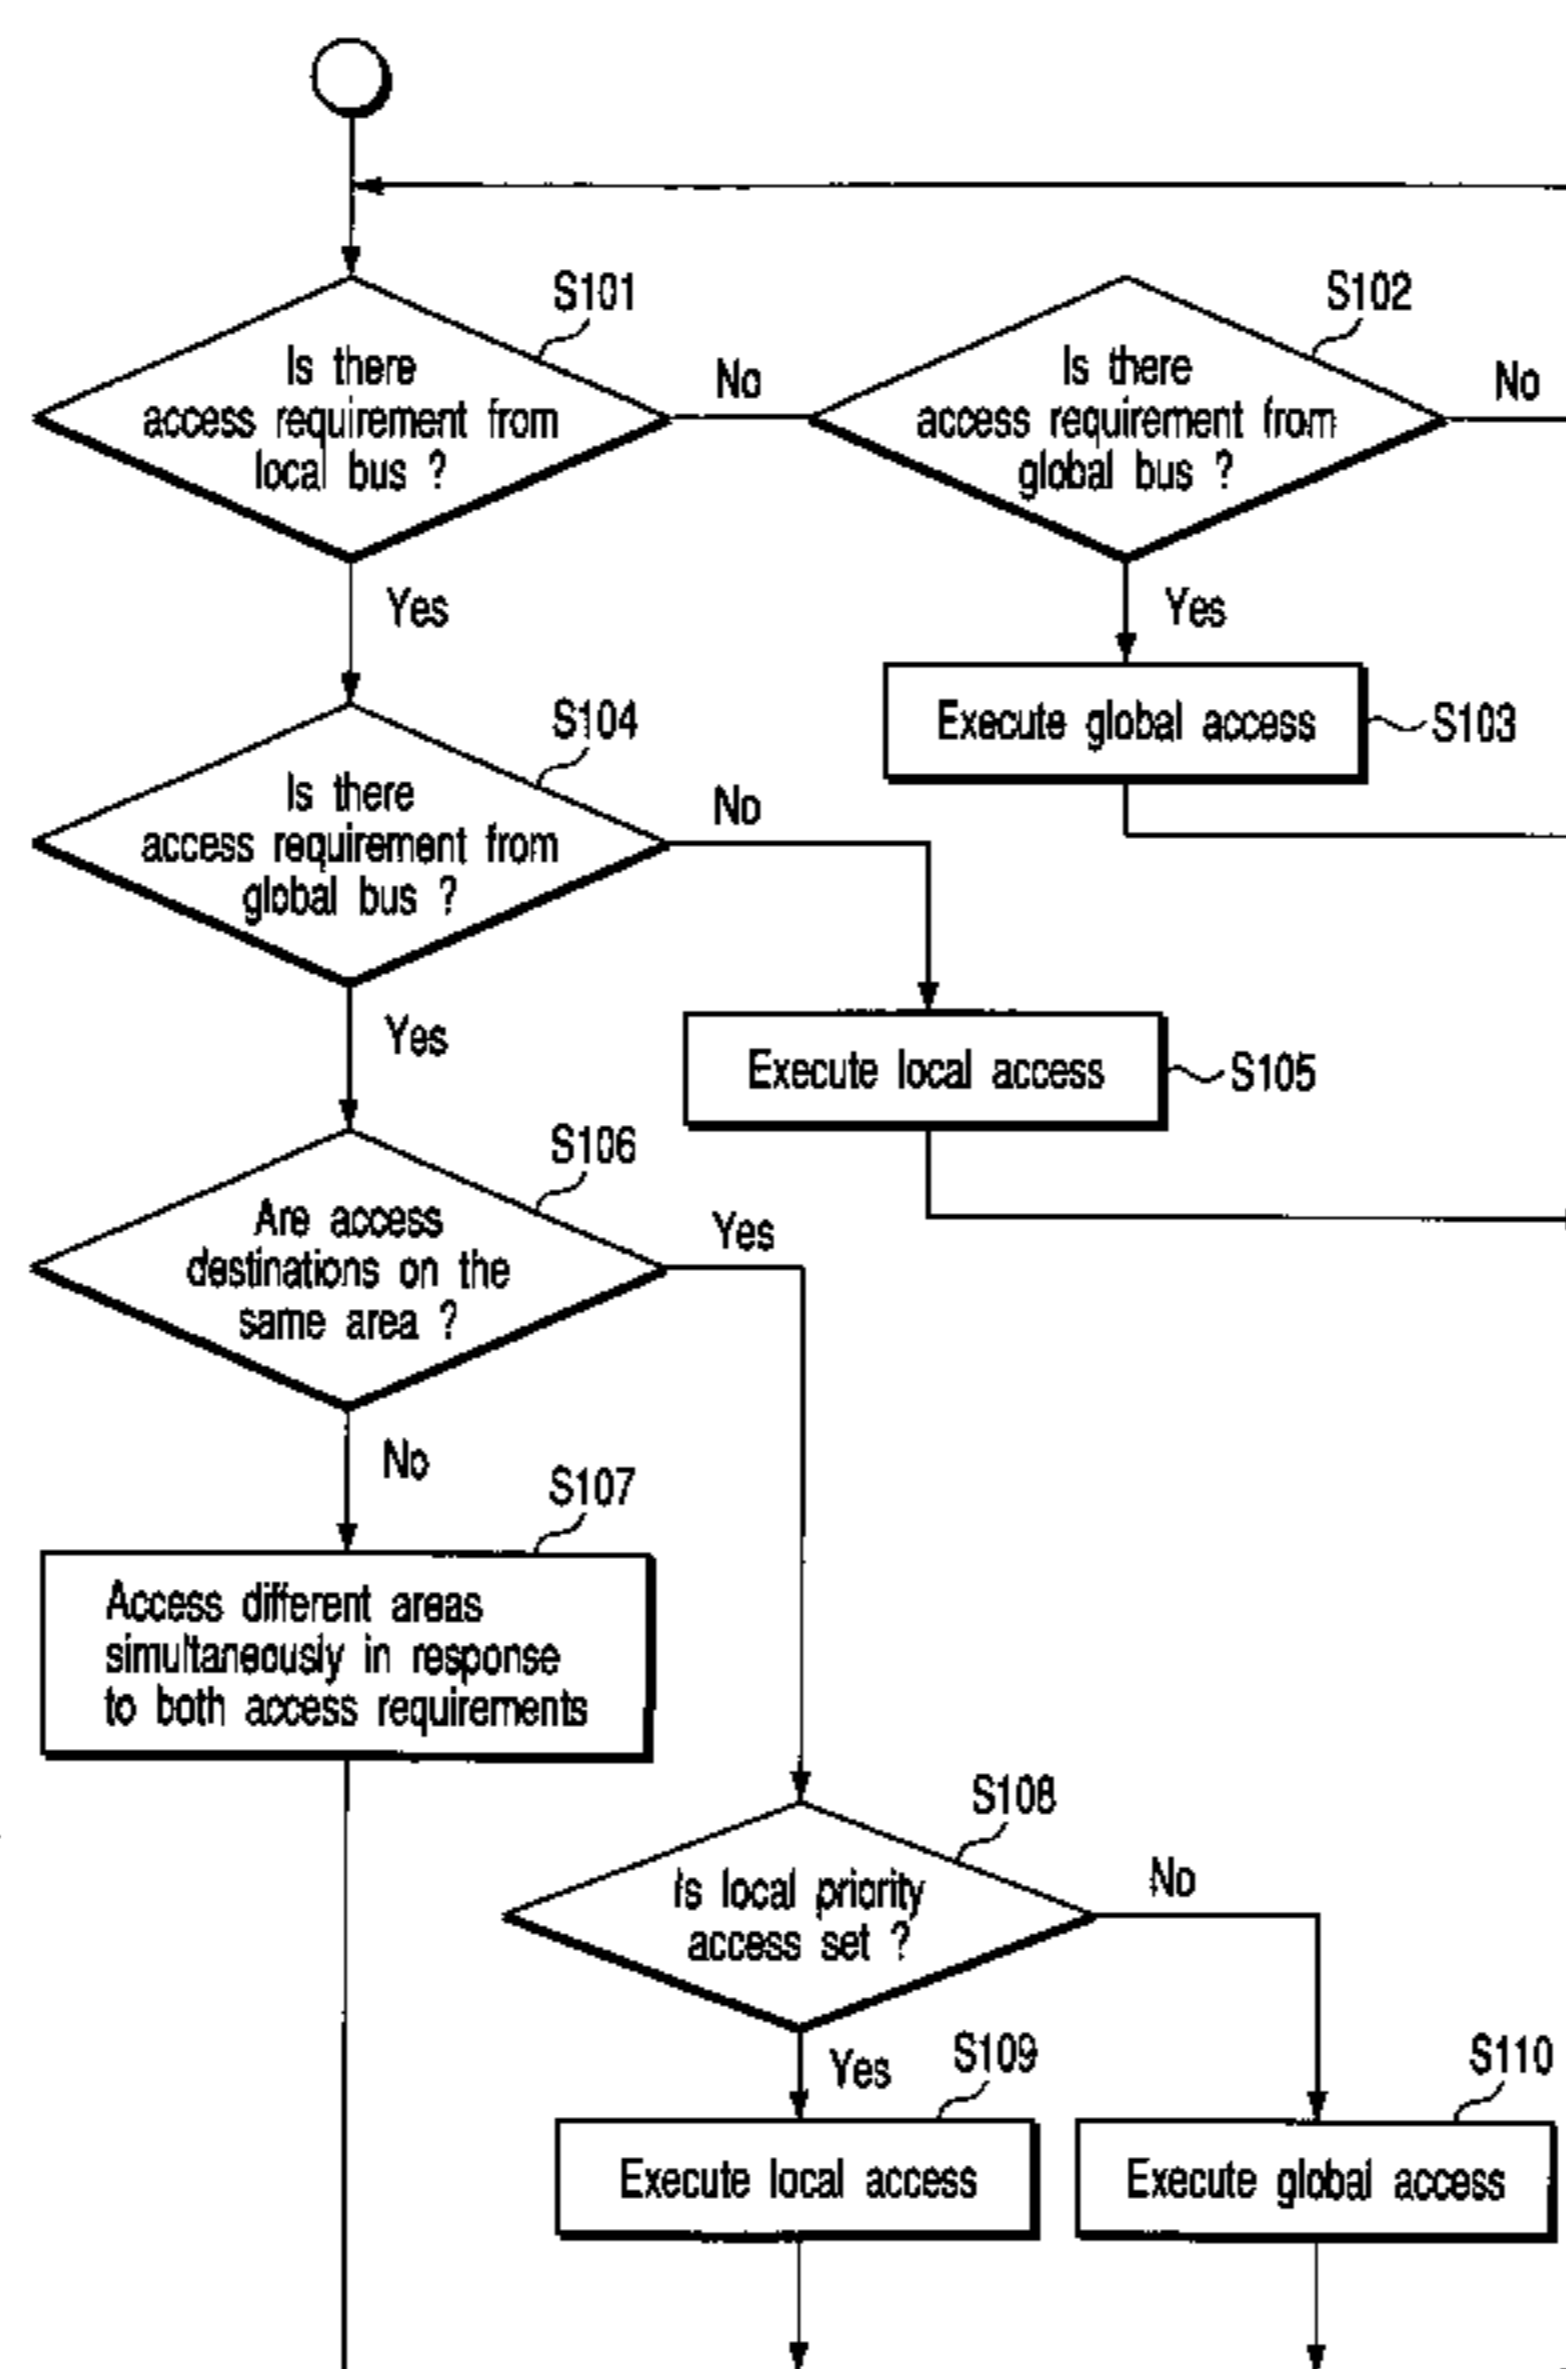 S101
Is there
access requirement from
local bus ?
No
Yes
S102
Is there
access requirement from
global bus ?
No
Yes
Execute global access
S103
S104
Is there
access requirement from
global bus ?
No
Yes
Execute local access
S105
S106
Are access
destinations on the
same area ?
Yes
No
S107
Access different areas
simultaneously in response
to both access requirements
S108
Is local priority
access set ?
No
Yes
S109
Execute local access
S110
Execute global access